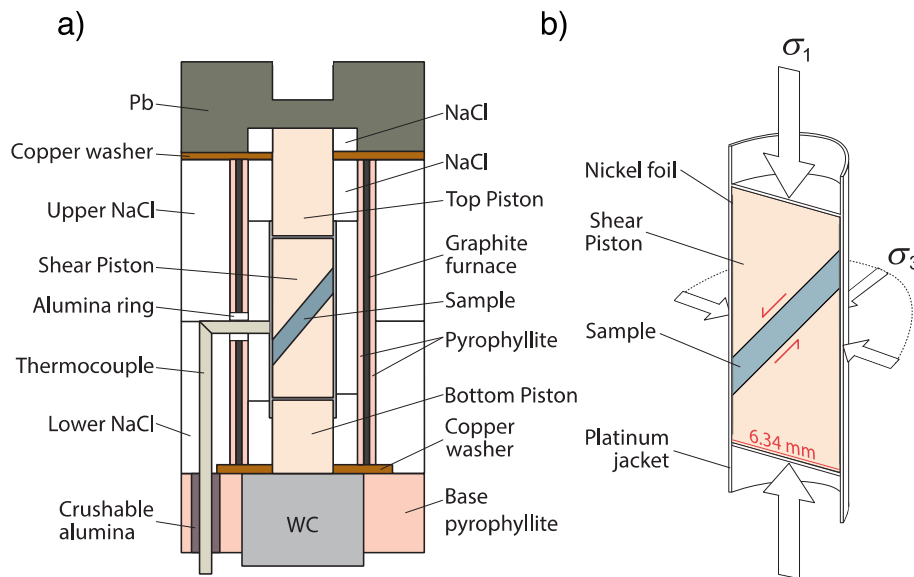 a)
Pb
Copper washer
Upper NaCl
Shear Piston
Alumina ring
Thermocouple
Lower NaCl
Crushable
alumina
NaCl
NaCl
Top Piston
Graphite
furnace
Sample
Pyrophyllite
Bottom Piston
Copper
washer
Base
pyrophyllite
WC
b)
σ1
Nickel foil
Shear
Piston
σ3
Sample
Platinum
jacket
6.34 mm